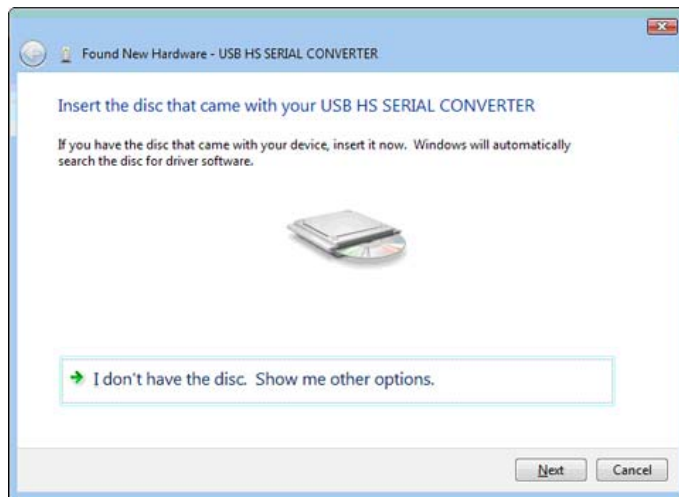 Found New Hardware - USB HS SERIAL CONVERTER
Insert the disc that came with your USB HS SERIAL CONVERTER
If you have the disc that came with your device, insert it now. Windows will automatically
search the disc for driver software.
I don't have the disc. Show me other options.
Next Cancel